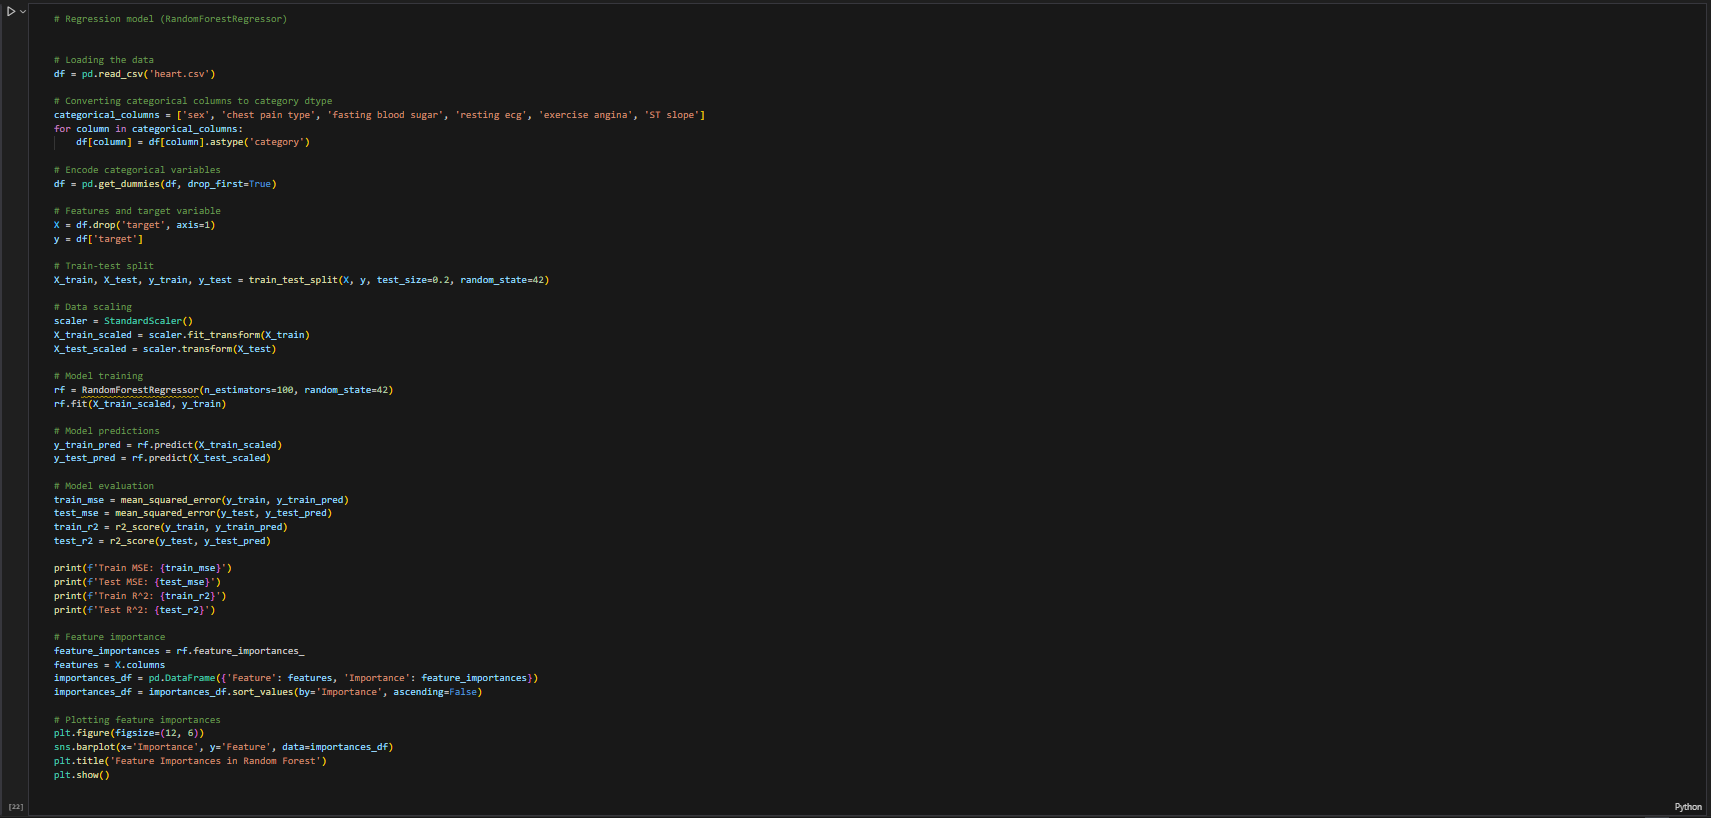 # Regression model (RandomForestRegressor)
# Loading the data
df = pd.read_csv('heart.csv')
# Converting categorical columns to category dtype
categorical_columns = ['sex', 'chest pain type', 'fasting blood sugar', 'resting ecg', 'exercise angina', 'ST slope']
for column in categorical_columns:
    df[column] = df[column].astype('category')
# Encode categorical variables
df = pd.get_dummies(df, drop_first=True)
# Features and target variable
X = df.drop('target', axis=1)
y = df['target']
# Train-test split
X_train, X_test, y_train, y_test = train_test_split(X, y, test_size=0.2, random_state=42)
# Data scaling
scaler = StandardScaler()
X_train_scaled = scaler.fit_transform(X_train)
X_test_scaled = scaler.transform(X_test)
# Model training
rf = RandomForestRegressor(n_estimators=100, random_state=42)
rf.fit(X_train_scaled, y_train)
# Model predictions
y_train_pred = rf.predict(X_train_scaled)
y_test_pred = rf.predict(X_test_scaled)
# Model evaluation
train_mse = mean_squared_error(y_train, y_train_pred)
test_mse = mean_squared_error(y_test, y_test_pred)
train_r2 = r2_score(y_train, y_train_pred)
test_r2 = r2_score(y_test, y_test_pred)
print(f'Train MSE: {train_mse}')
print(f'Test MSE: {test_mse}')
print(f'Train R^2: {train_r2}')
print(f'Test R^2: {test_r2}')
# Feature importance
feature_importances = rf.feature_importances_
features = X.columns
importances_df = pd.DataFrame({'Feature': features, 'Importance': feature_importances})
importances_df = importances_df.sort_values(by='Importance', ascending=False)
# Plotting feature importances
plt.figure(figsize=(12, 6))
sns.barplot(x='Importance', y='Feature', data=importances_df)
plt.title('Feature Importances in Random Forest')
plt.show()
[22]
Python